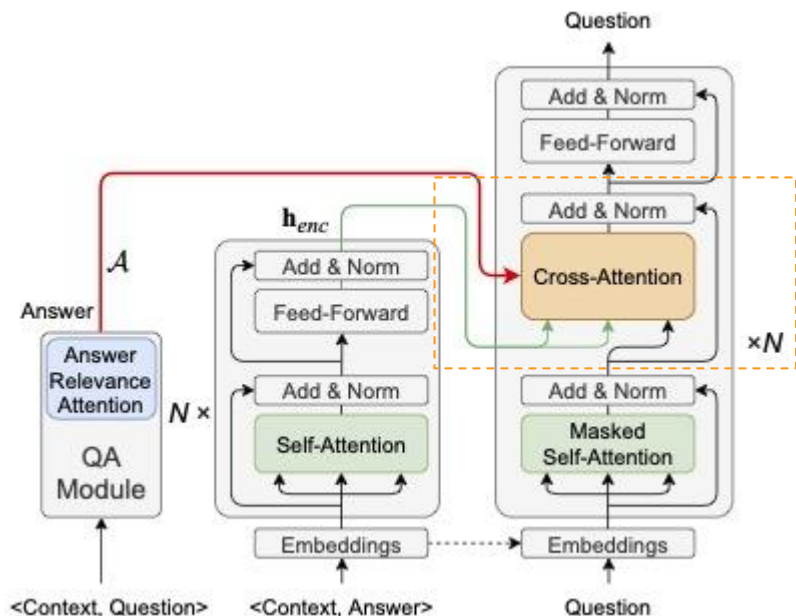 Question
Add & Norm
Feed-Forward
Add & Norm
Cross-Attention
×N
Add & Norm
Masked
Self-Attention
Embeddings
Question
h_enc
Add & Norm
Feed-Forward
Add & Norm
N ×
Self-Attention
Embeddings
<Context, Answer>
𝒜
Answer
Answer
Relevance
Attention
QA
Module
<Context, Question>